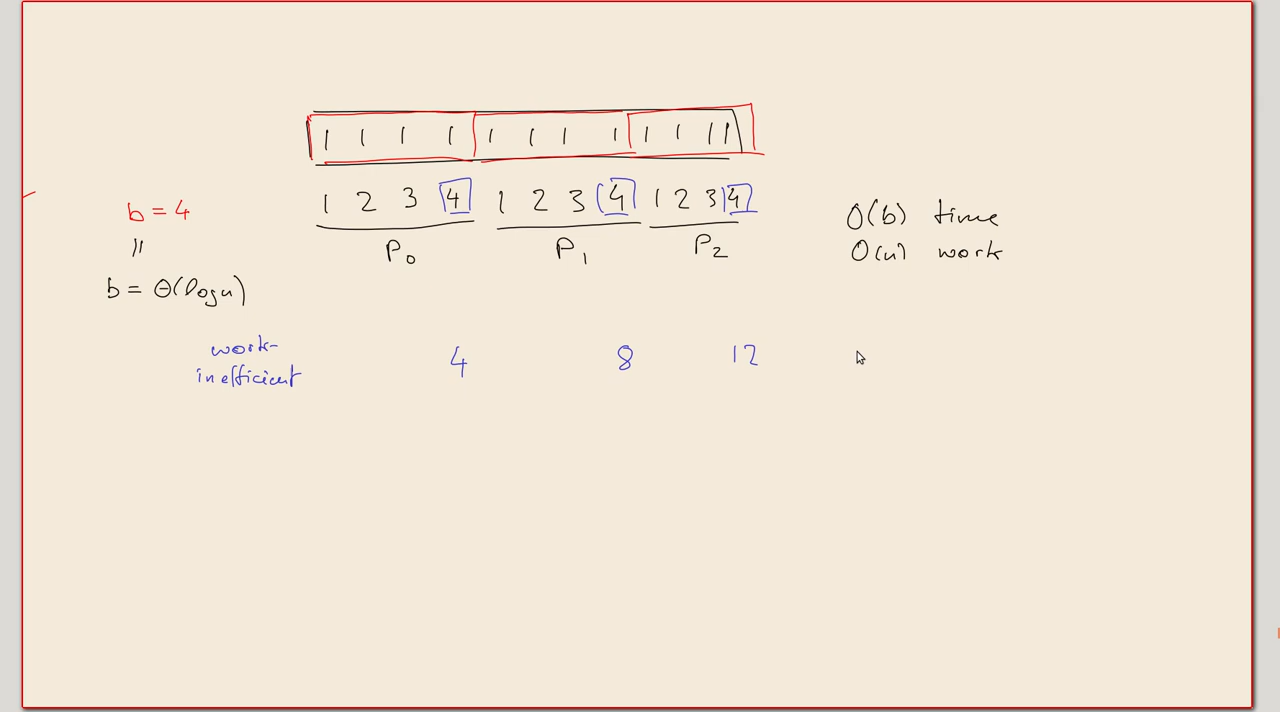 1 1 1 1 1 1 1 1 1 1 1 1
1 2 3 4 1 2 3 4 1 2 3 4
P0 P1 P2
b = 4
"
b = Θ(log n)
O(b) time
O(n) work
work-
inefficient
4 8 12